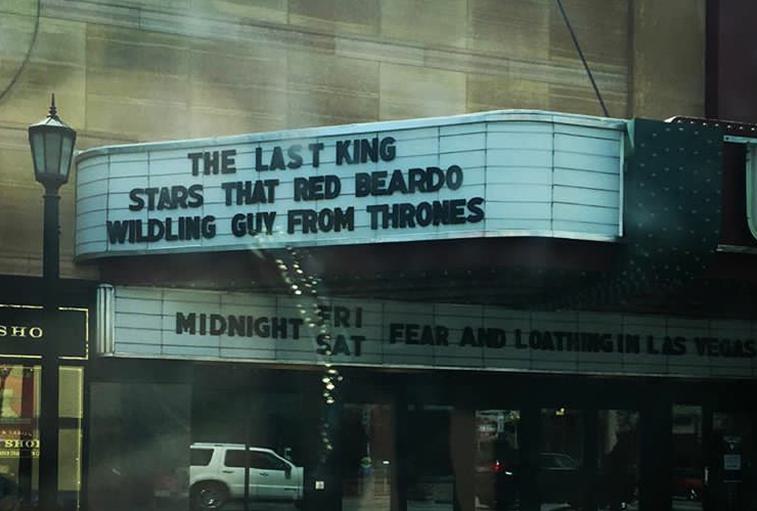 THE LAST KING
STARS THAT RED BEARDO
WILDLING GUY FROM THRONES
MIDNIGHT FRI SAT FEAR AND LOATHING IN LAS VEGAS
SHO
SHO